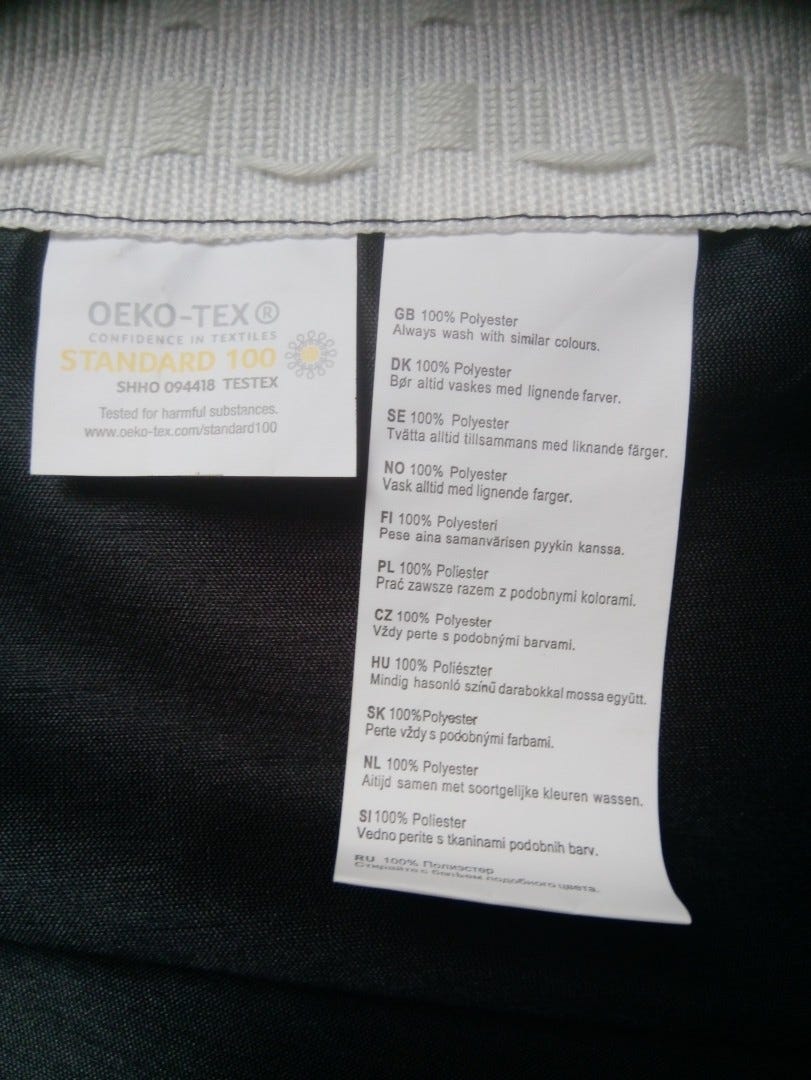 OEKO-TEX®
CONFIDENCE IN TEXTILES
STANDARD 100
SHHO 094418 TESTEX
Tested for harmful substances.
www.oeko-tex.com/standard100
GB 100% Polyester
Always wash with similar colours.
DK 100% Polyester
Bør altid vaskes med lignende farver.
SE 100% Polyester
Tvätta alltid tillsammans med liknande färger.
NO 100% Polyester
Vask alltid med lignende farger.
FI 100% Polyesteri
Pese aina samanvärisen pyykin kanssa.
PL 100% Poliester
Prać zawsze razem z podobnymi kolorami.
CZ 100% Polyester
Vždy perte s podobnými barvami.
HU 100% Poliészter
Mindig hasonló színű darabokkal mossa együtt.
SK 100%Polyester
Perte vždy s podobnými farbami.
NL 100% Polyester
Aitijd samen met soortgelijke kleuren wassen.
SI 100% Poliester
Vedno perite s tkaninami podobnih barv.
RU 100% Полиэстер
Стирайте с бельем подобного цвета.